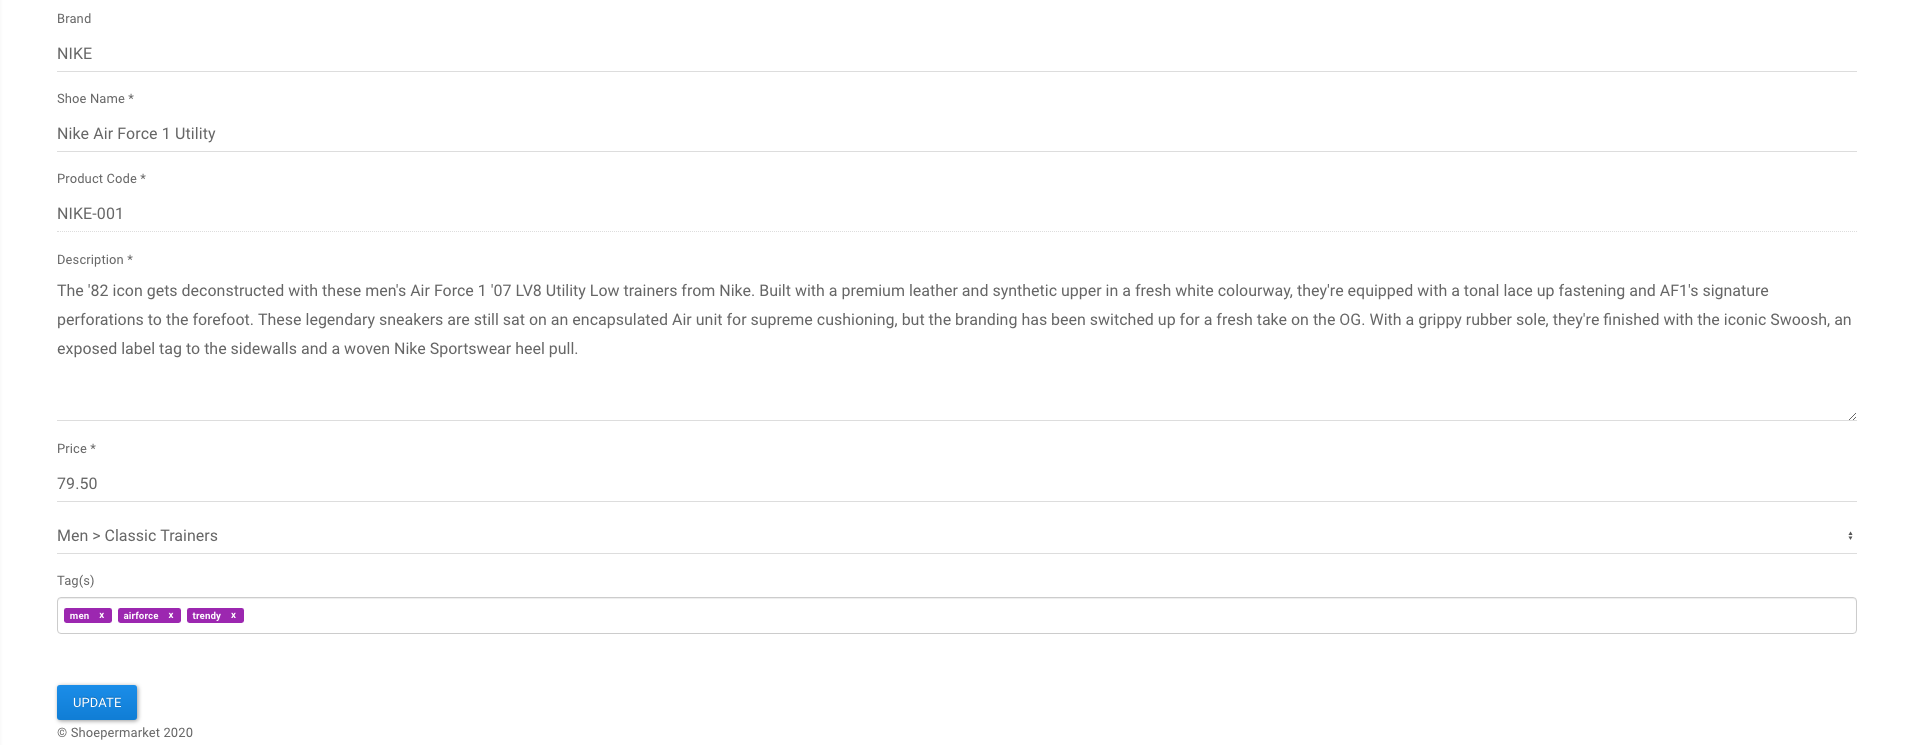 Brand
NIKE
Shoe Name *
Nike Air Force 1 Utility
Product Code *
NIKE-001
Description *
The '82 icon gets deconstructed with these men's Air Force 1 '07 LV8 Utility Low trainers from Nike. Built with a premium leather and synthetic upper in a fresh white colourway, they're equipped with a tonal lace up fastening and AF1's signature
perforations to the forefoot. These legendary sneakers are still sat on an encapsulated Air unit for supreme cushioning, but the branding has been switched up for a fresh take on the OG. With a grippy rubber sole, they're finished with the iconic Swoosh, an
exposed label tag to the sidewalls and a woven Nike Sportswear heel pull.
Price *
79.50
Men > Classic Trainers
Tag(s)
men x airforce x trendy x
UPDATE
© Shoepermarket 2020